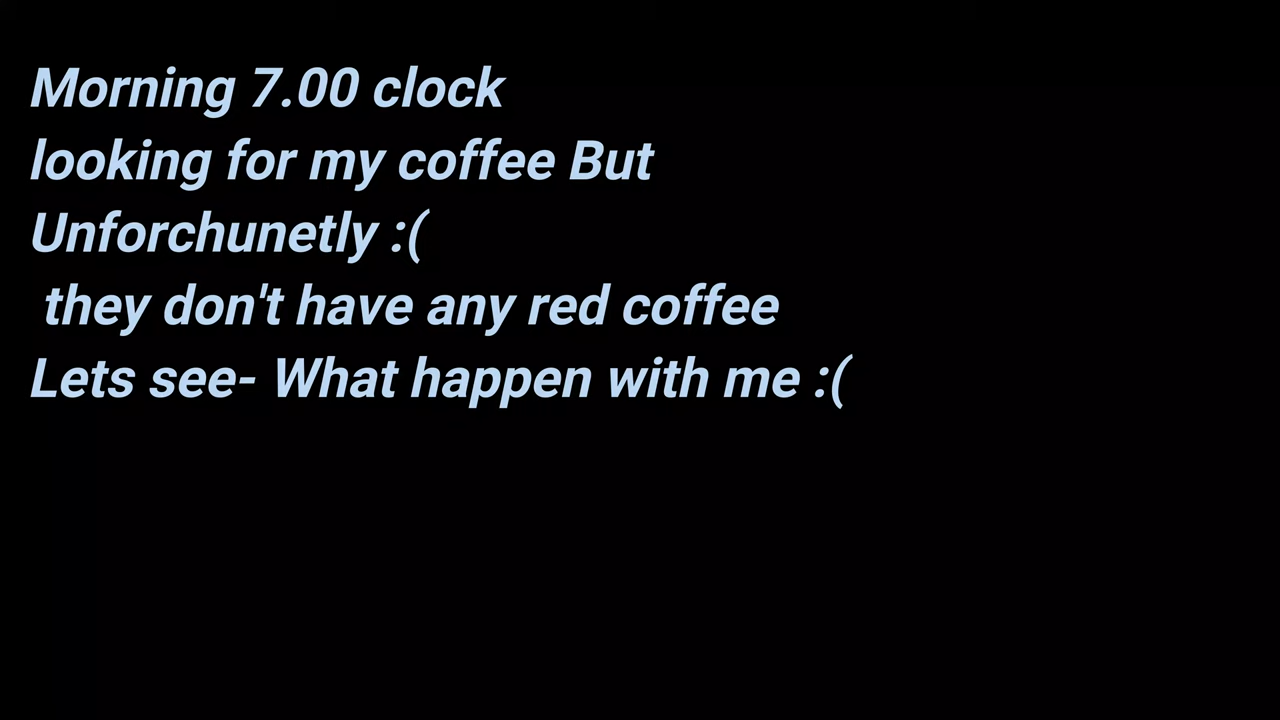 Morning 7.00 clock
looking for my coffee But
Unforchunetly :(
they don't have any red coffee
Lets see- What happen with me :(